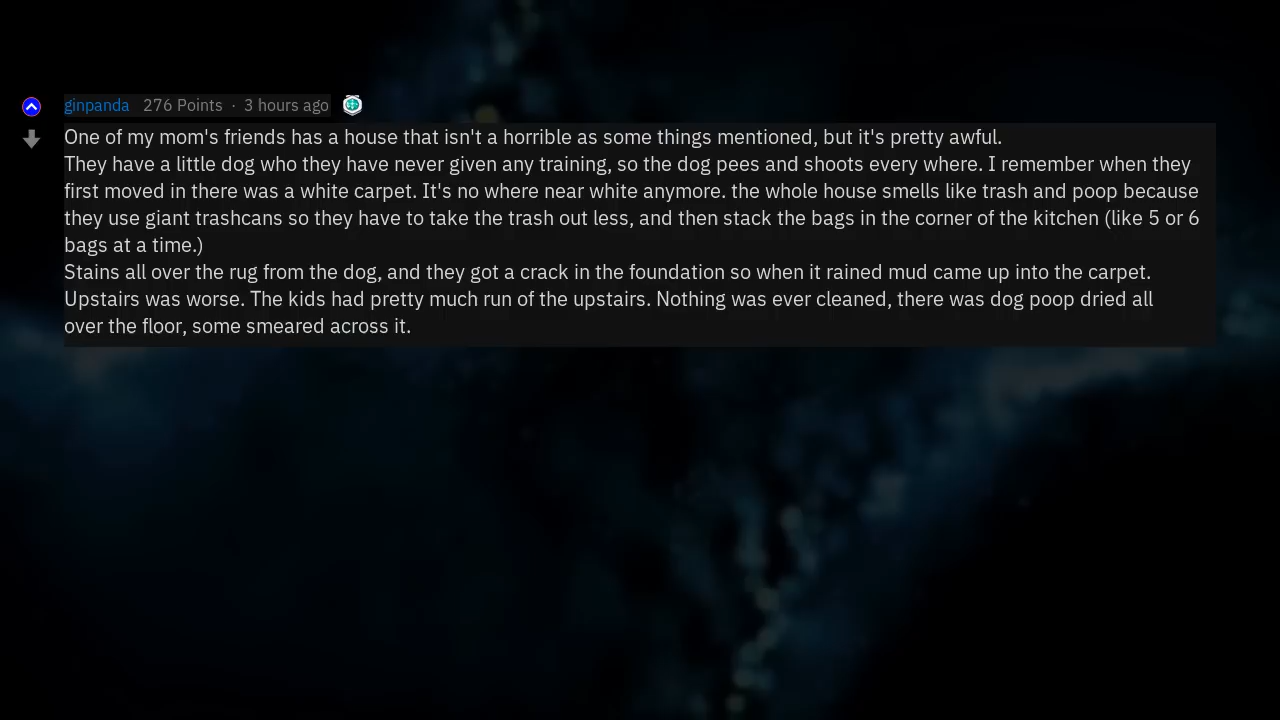 ginpanda 276 Points · 3 hours ago
One of my mom's friends has a house that isn't a horrible as some things mentioned, but it's pretty awful.
They have a little dog who they have never given any training, so the dog pees and shoots every where. I remember when they
first moved in there was a white carpet. It's no where near white anymore. the whole house smells like trash and poop because
they use giant trashcans so they have to take the trash out less, and then stack the bags in the corner of the kitchen (like 5 or 6
bags at a time.)
Stains all over the rug from the dog, and they got a crack in the foundation so when it rained mud came up into the carpet.
Upstairs was worse. The kids had pretty much run of the upstairs. Nothing was ever cleaned, there was dog poop dried all
over the floor, some smeared across it.